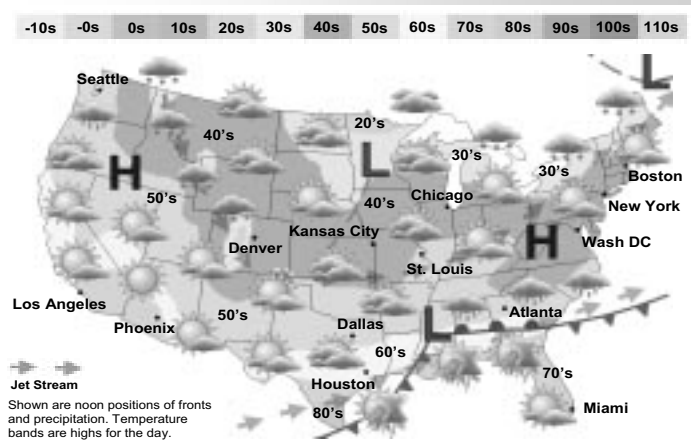 -10s -0s 0s 10s 20s 30s 40s 50s 60s 70s 80s 90s 100s 110s
L
Seattle
20's
40's
L
30's
30's
H
Boston
50's
Chicago
40's
New York
Kansas City
H
Denver
Wash DC
St. Louis
Los Angeles
50's
L
Atlanta
Phoenix
Dallas
60's
Jet Stream
Houston
70's
80's
Miami
Shown are noon positions of fronts
and precipitation. Temperature
bands are highs for the day.